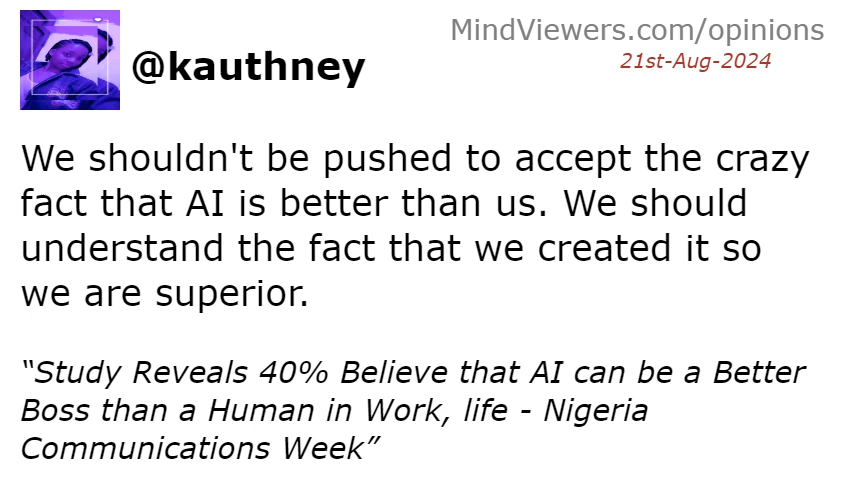 MindViewers.com/opinions
21st-Aug-2024
@kauthney
We shouldn't be pushed to accept the crazy
fact that AI is better than us. We should
understand the fact that we created it so
we are superior.
“Study Reveals 40% Believe that AI can be a Better
Boss than a Human in Work, life - Nigeria
Communications Week”